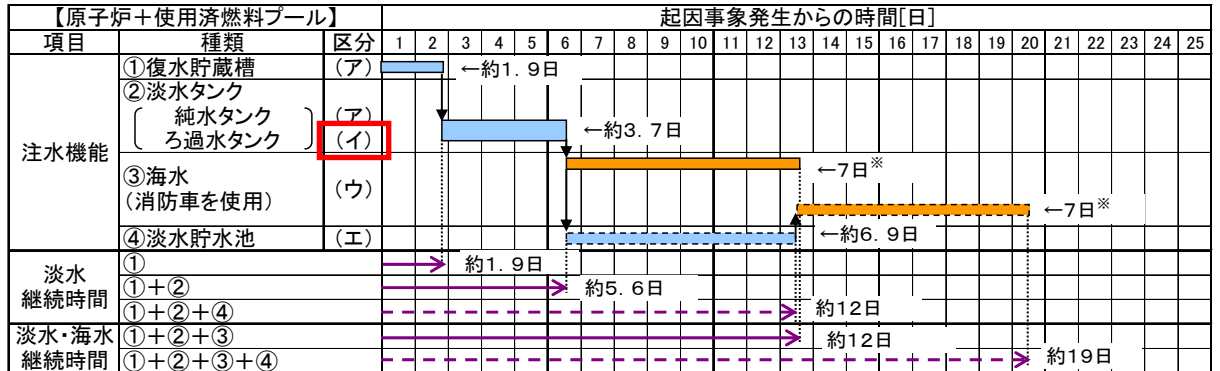 【原子炉＋使用済燃料プール】 起因事象発生からの時間[日]
項目 種類 区分 1 2 3 4 5 6 7 8 9 10 11 12 13 14 15 16 17 18 19 20 21 22 23 24 25
注水機能
①復水貯蔵槽 (ア) ←約1．9日
②淡水タンク
純水タンク (ア)
ろ過水タンク (イ) ←約3．7日
③海水
(消防車を使用) (ウ) ←7日※
←7日※
④淡水貯水池 (エ) ←約6．9日
淡水
継続時間
① 約1．9日
①＋② 約5．6日
①＋②＋④ 約12日
淡水・海水
継続時間
①＋②＋③ 約12日
①＋②＋③＋④ 約19日